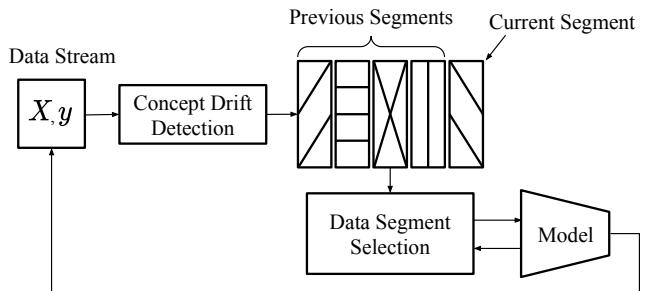 Previous Segments
Current Segment
Data Stream
X, y
Concept Drift
Detection
Data Segment
Selection
Model